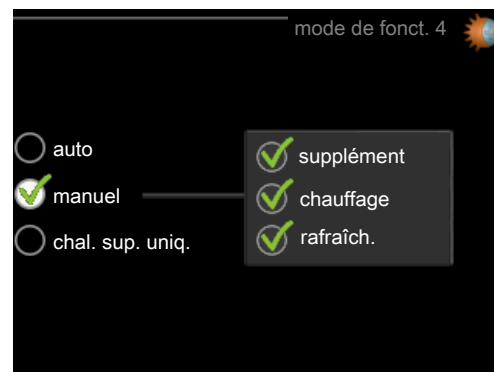 mode de fonct. 4
auto
manuel
chal. sup. uniq.
supplément
chauffage
rafraîch.